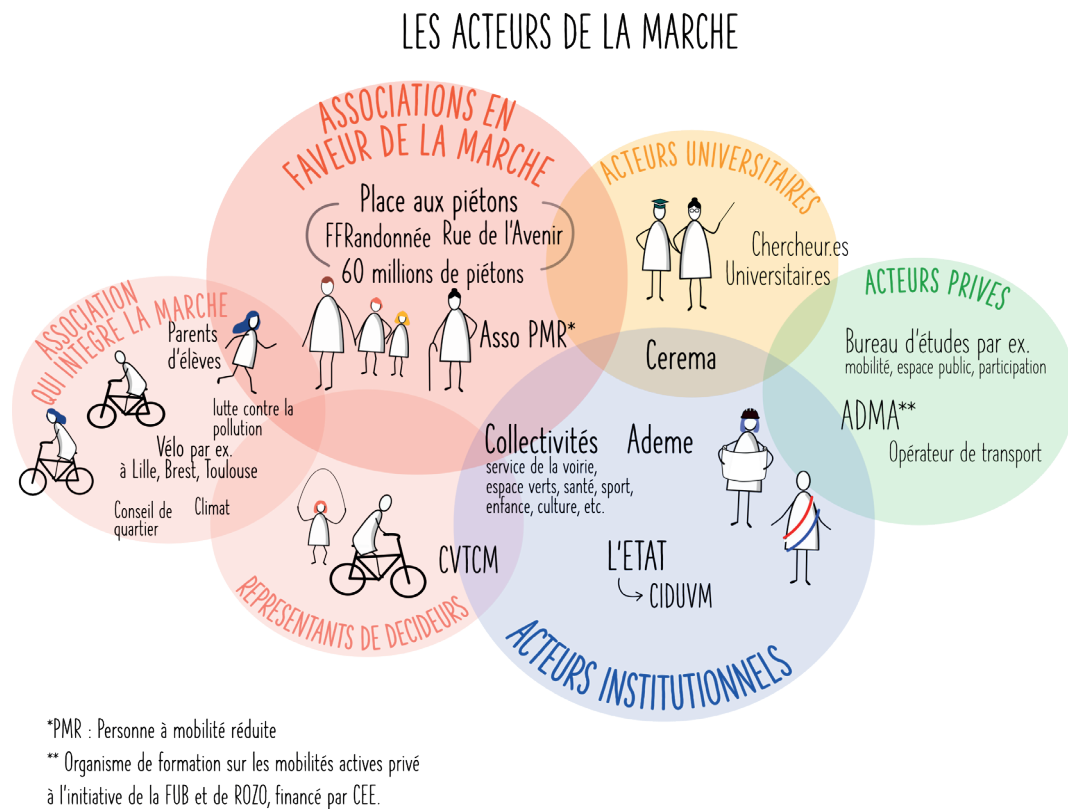 LES ACTEURS DE LA MARCHE
ASSOCIATIONS EN
FAVEUR DE LA MARCHE
Place aux piétons
FFRandonnée Rue de l'Avenir
60 millions de piétons
Asso PMR*
ACTEURS UNIVERSITAIRES
Chercheur.es
Universitair.es
Cerema
ACTEURS PRIVES
Bureau d'études par ex.
mobilité, espace public, participation
ADMA**
Opérateur de transport
ASSOCIATION
QUI INTEGRE LA MARCHE
Parents
d'élèves
lutte contre la
pollution
Vélo par ex.
à Lille, Brest, Toulouse
Conseil de
quartier
Climat
CVTCM
REPRESENTANTS DE DECIDEURS
Collectivités
service de la voirie,
espace verts, santé, sport,
enfance, culture, etc.
Ademe
L'ETAT
CIDUVM
ACTEURS INSTITUTIONNELS
*PMR : Personne à mobilité réduite
** Organisme de formation sur les mobilités actives privé
à l'initiative de la FUB et de ROZO, financé par CEE.